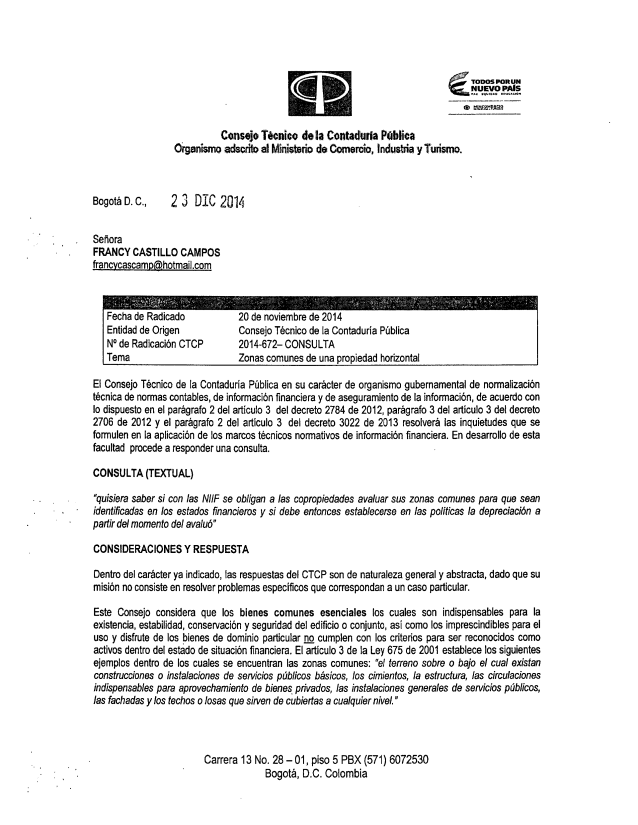 TODOS POR UN
NUEVO PAÍS
PAZ EQUIDAD EDUCACIÓN
Consejo Técnico de la Contaduría Pública
Organismo adscrito al Ministerio de Comercio, Industria y Turismo.
Bogotá D. C., 23 DIC 2014
Señora
FRANCY CASTILLO CAMPOS
francycascamp@hotmail.com
Fecha de Radicado 20 de noviembre de 2014
Entidad de Origen Consejo Técnico de la Contaduría Pública
Nº de Radicación CTCP 2014-672– CONSULTA
Tema Zonas comunes de una propiedad horizontal
El Consejo Técnico de la Contaduría Pública en su carácter de organismo gubernamental de normalización
técnica de normas contables, de información financiera y de aseguramiento de la información, de acuerdo con
lo dispuesto en el parágrafo 2 del artículo 3 del decreto 2784 de 2012, parágrafo 3 del artículo 3 del decreto
2706 de 2012 y el parágrafo 2 del artículo 3 del decreto 3022 de 2013 resolverá las inquietudes que se
formulen en la aplicación de los marcos técnicos normativos de información financiera. En desarrollo de esta
facultad procede a responder una consulta.
CONSULTA (TEXTUAL)
"quisiera saber si con las NIIF se obligan a las copropiedades avaluar sus zonas comunes para que sean
identificadas en los estados financieros y si debe entonces establecerse en las políticas la depreciación a
partir del momento del avaluó"
CONSIDERACIONES Y RESPUESTA
Dentro del carácter ya indicado, las respuestas del CTCP son de naturaleza general y abstracta, dado que su
misión no consiste en resolver problemas específicos que correspondan a un caso particular.
Este Consejo considera que los bienes comunes esenciales los cuales son indispensables para la
existencia, estabilidad, conservación y seguridad del edificio o conjunto, así como los imprescindibles para el
uso y disfrute de los bienes de dominio particular no cumplen con los criterios para ser reconocidos como
activos dentro del estado de situación financiera. El artículo 3 de la Ley 675 de 2001 establece los siguientes
ejemplos dentro de los cuales se encuentran las zonas comunes: "el terreno sobre o bajo el cual existan
construcciones o instalaciones de servicios públicos básicos, los cimientos, la estructura, las circulaciones
indispensables para aprovechamiento de bienes privados, las instalaciones generales de servicios públicos,
las fachadas y los techos o losas que sirven de cubiertas a cualquier nivel."
Carrera 13 No. 28 – 01, piso 5 PBX (571) 6072530
Bogotá, D.C. Colombia